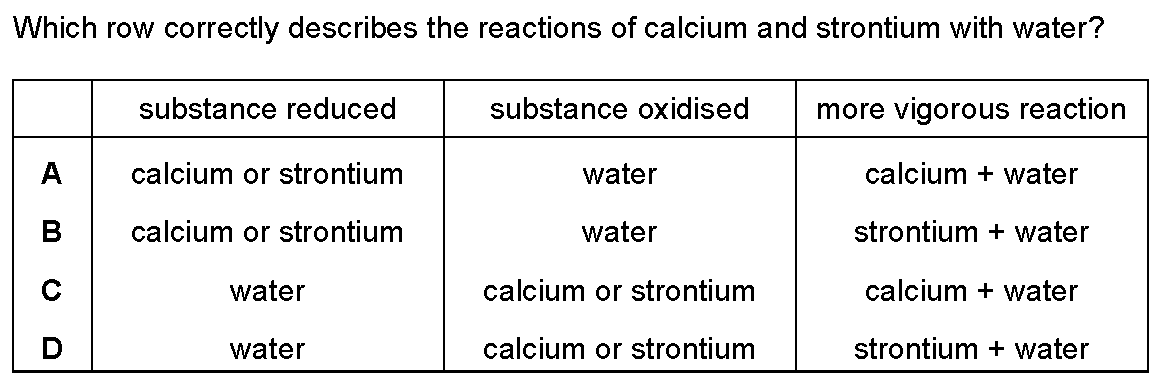 Which row correctly describes the reactions of calcium and strontium with water?
substance reduced substance oxidised more vigorous reaction
A calcium or strontium water calcium + water
B calcium or strontium water strontium + water
C water calcium or strontium calcium + water
D water calcium or strontium strontium + water